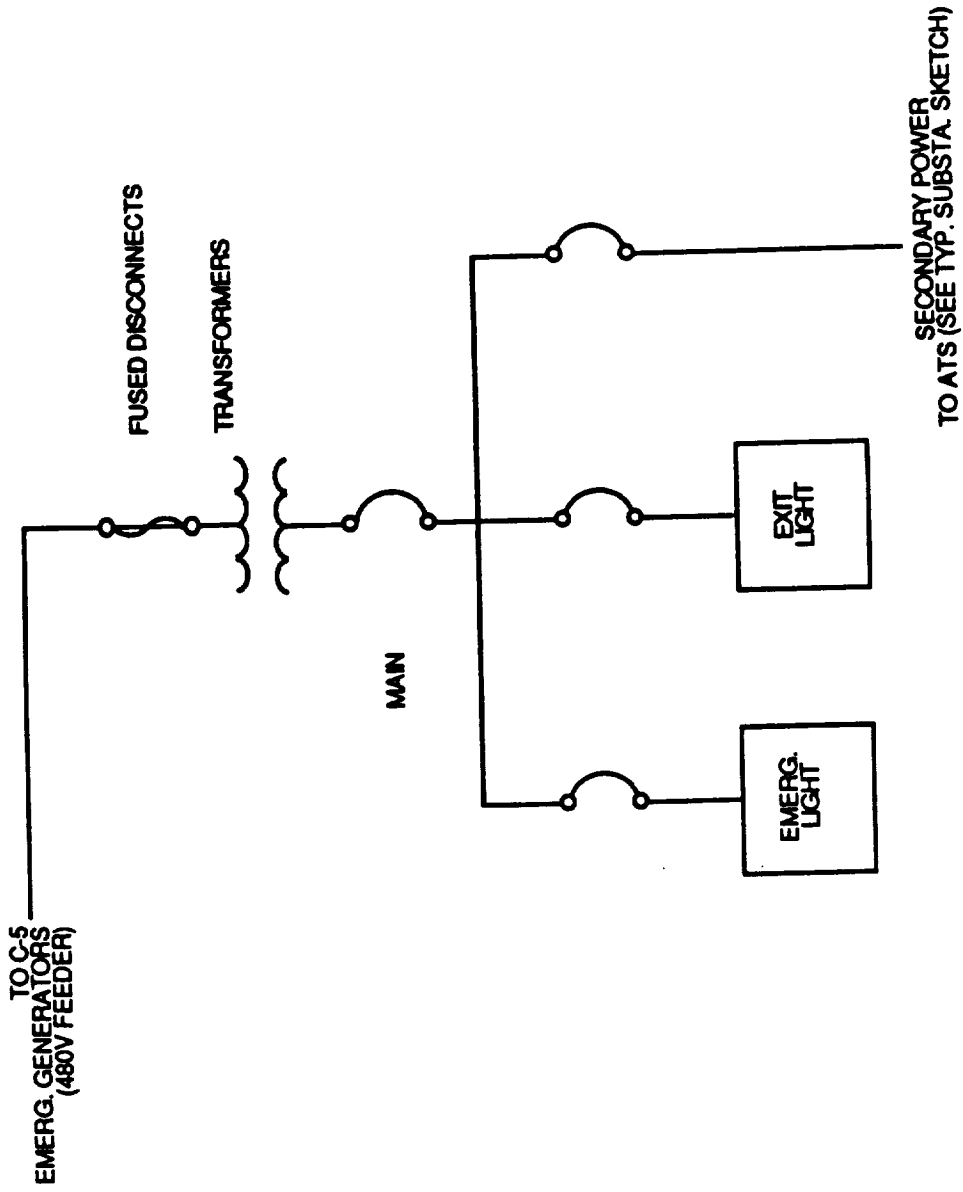 TO C-5
EMERG. GENERATORS
(480V FEEDER)
FUSED DISCONNECTS
TRANSFORMERS
MAIN
EMERG.
LIGHT
EXIT
LIGHT
SECONDARY POWER
TO ATS (SEE TYP. SUBSTA. SKETCH)